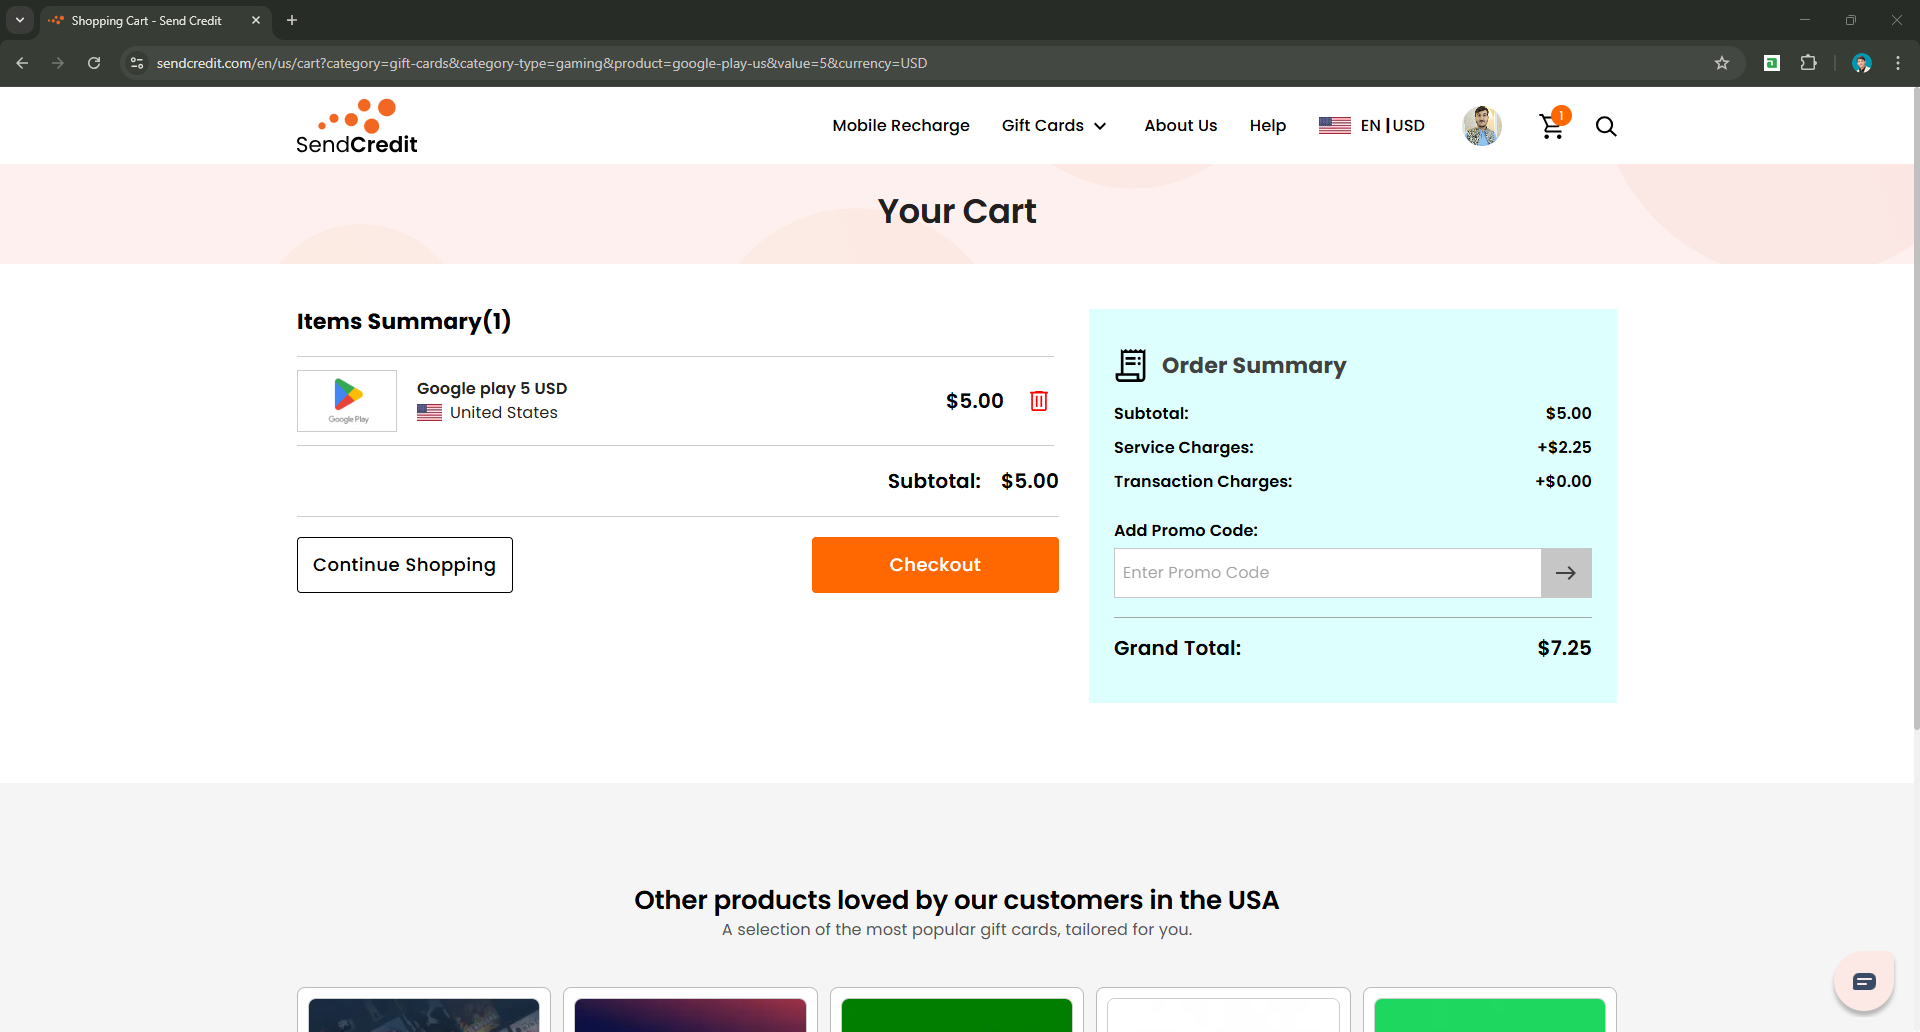 Shopping Cart - Send Credit
sendcredit.com/en/us/cart?category=gift-cards&category-type=gaming&product=google-play-us&value=5&currency=USD
SendCredit
Mobile Recharge
Gift Cards
About Us
Help
EN | USD
1
Your Cart
Items Summary(1)
Google Play
Google play 5 USD
United States
$5.00
Subtotal: $5.00
Continue Shopping
Checkout
Order Summary
Subtotal: $5.00
Service Charges: +$2.25
Transaction Charges: +$0.00
Add Promo Code:
Enter Promo Code
Grand Total: $7.25
Other products loved by our customers in the USA
A selection of the most popular gift cards, tailored for you.